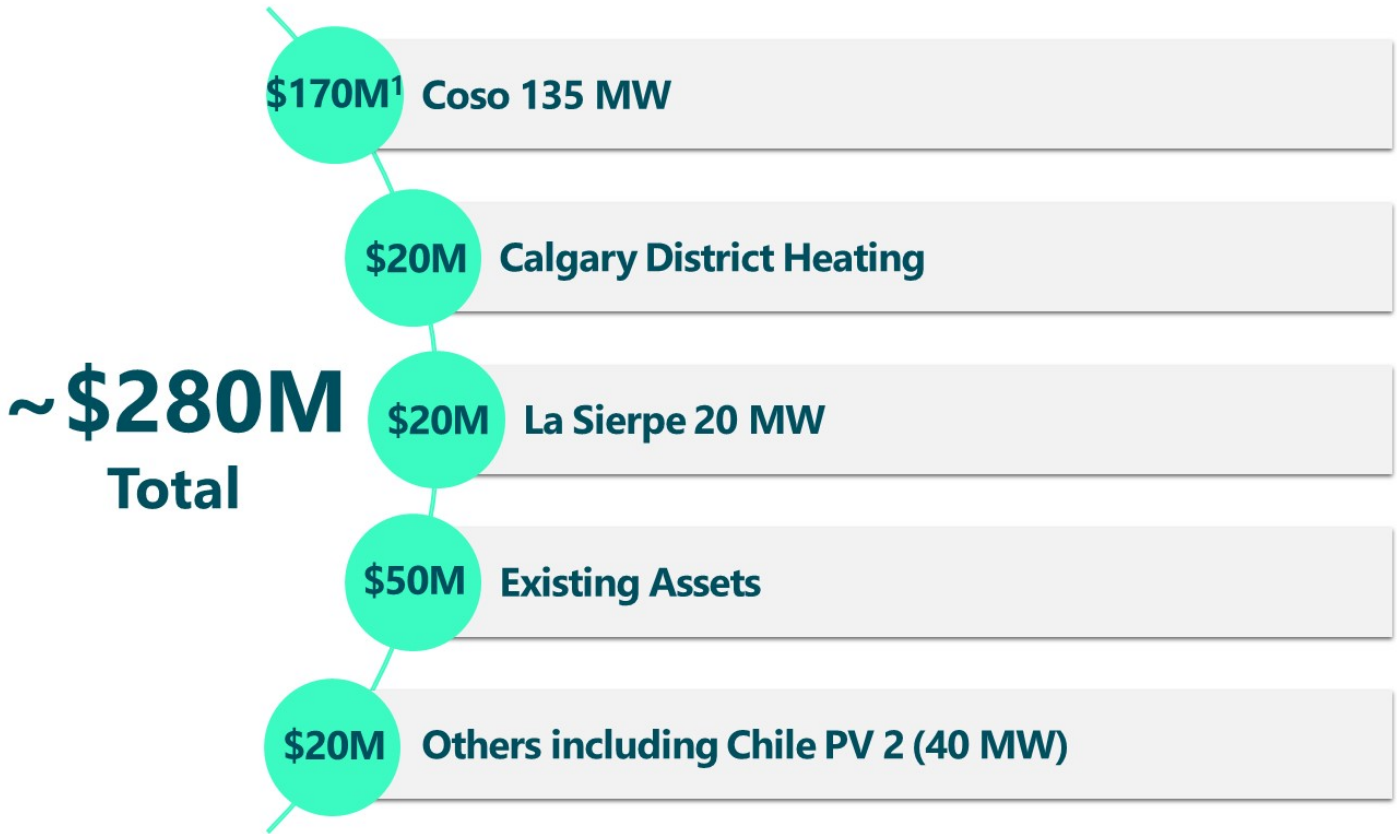 $170M¹ Coso 135 MW
$20M Calgary District Heating
~$280M
Total
$20M La Sierpe 20 MW
$50M Existing Assets
$20M Others including Chile PV 2 (40 MW)